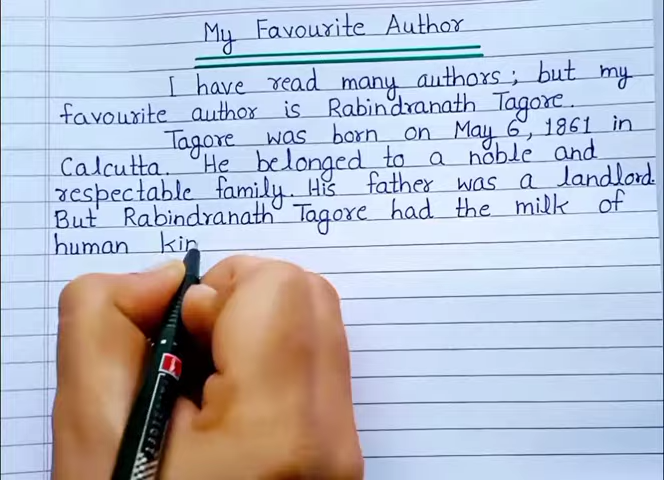 My Favourite Author
I have read many authors; but my
favourite author is Rabindranath Tagore.
Tagore was born on May 6, 1861 in
Calcutta. He belonged to a noble and
respectable family. His father was a landlord.
But Rabindranath Tagore had the milk of
human kin